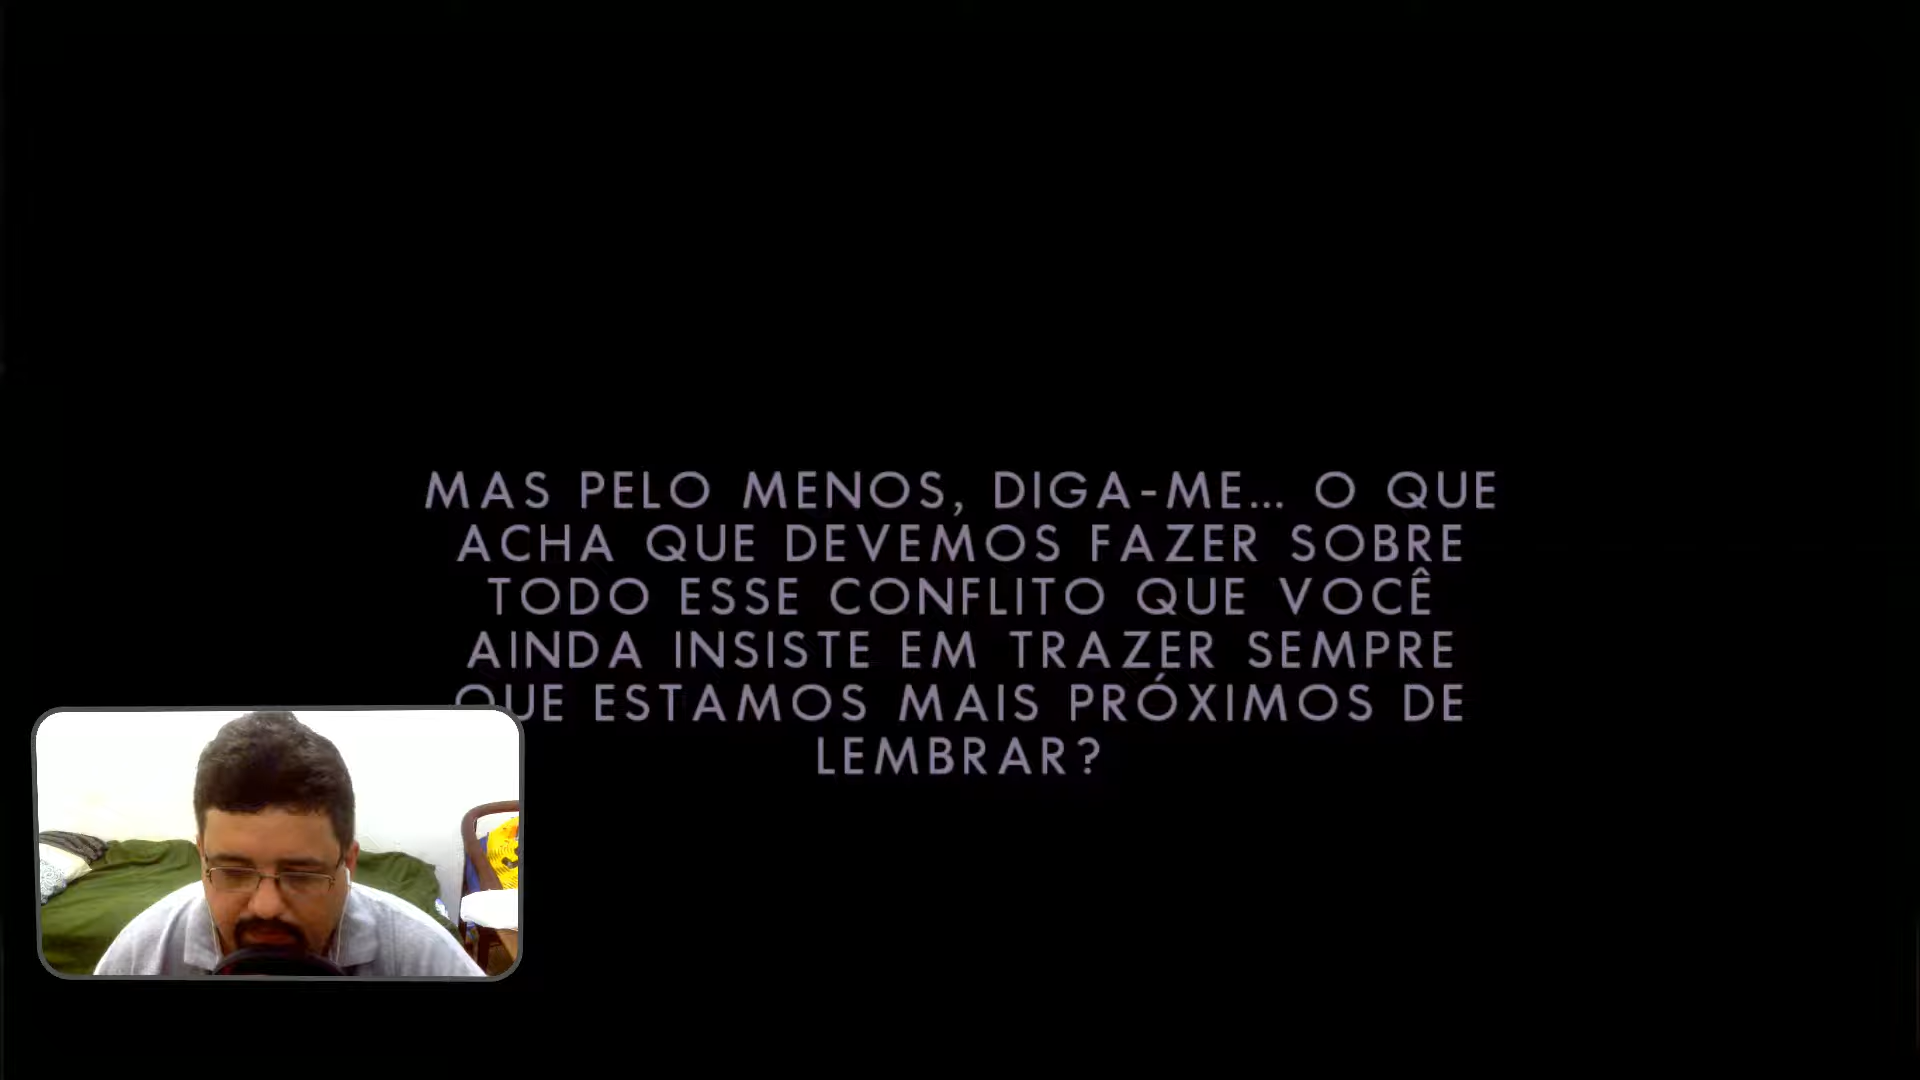 MAS PELO MENOS, DIGA-ME... O QUE
ACHA QUE DEVEMOS FAZER SOBRE
TODO ESSE CONFLITO QUE VOCÊ
AINDA INSISTE EM TRAZER SEMPRE
QUE ESTAMOS MAIS PRÓXIMOS DE
LEMBRAR?